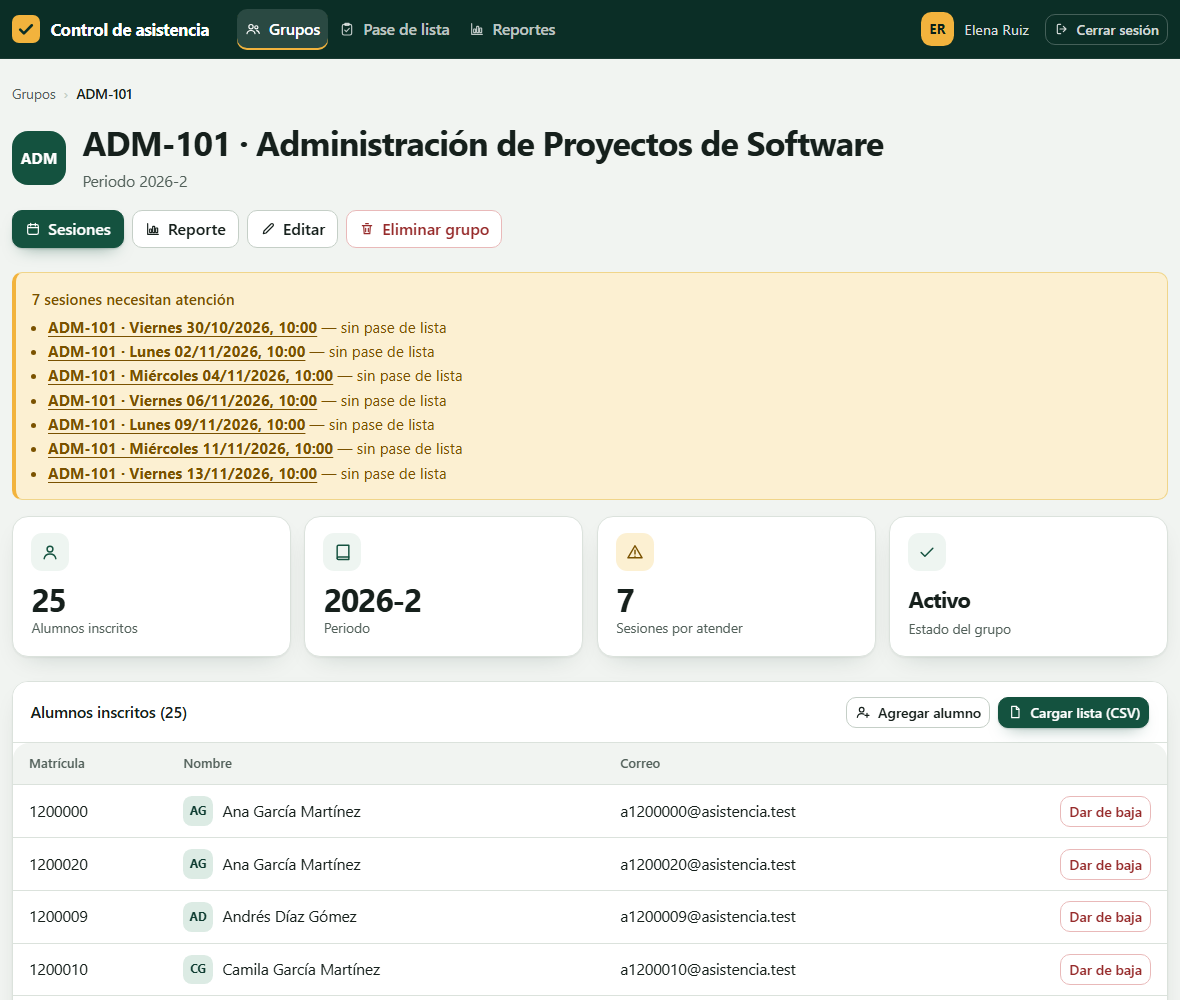 Control de asistencia
Grupos
Pase de lista
Reportes
ER
Elena Ruiz
Cerrar sesión
Grupos › ADM-101
ADM
ADM-101 · Administración de Proyectos de Software
Periodo 2026-2
Sesiones
Reporte
Editar
Eliminar grupo
7 sesiones necesitan atención
• ADM-101 · Viernes 30/10/2026, 10:00 — sin pase de lista
• ADM-101 · Lunes 02/11/2026, 10:00 — sin pase de lista
• ADM-101 · Miércoles 04/11/2026, 10:00 — sin pase de lista
• ADM-101 · Viernes 06/11/2026, 10:00 — sin pase de lista
• ADM-101 · Lunes 09/11/2026, 10:00 — sin pase de lista
• ADM-101 · Miércoles 11/11/2026, 10:00 — sin pase de lista
• ADM-101 · Viernes 13/11/2026, 10:00 — sin pase de lista
25
Alumnos inscritos
2026-2
Periodo
7
Sesiones por atender
Activo
Estado del grupo
Alumnos inscritos (25)
Agregar alumno
Cargar lista (CSV)
Matrícula Nombre Correo
1200000 AG Ana García Martínez a1200000@asistencia.test Dar de baja
1200020 AG Ana García Martínez a1200020@asistencia.test Dar de baja
1200009 AD Andrés Díaz Gómez a1200009@asistencia.test Dar de baja
1200010 CG Camila García Martínez a1200010@asistencia.test Dar de baja